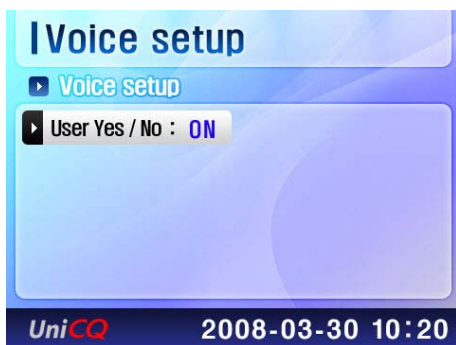 Voice setup
Voice setup
User Yes / No : ON
UniCQ 2008-03-30 10:20